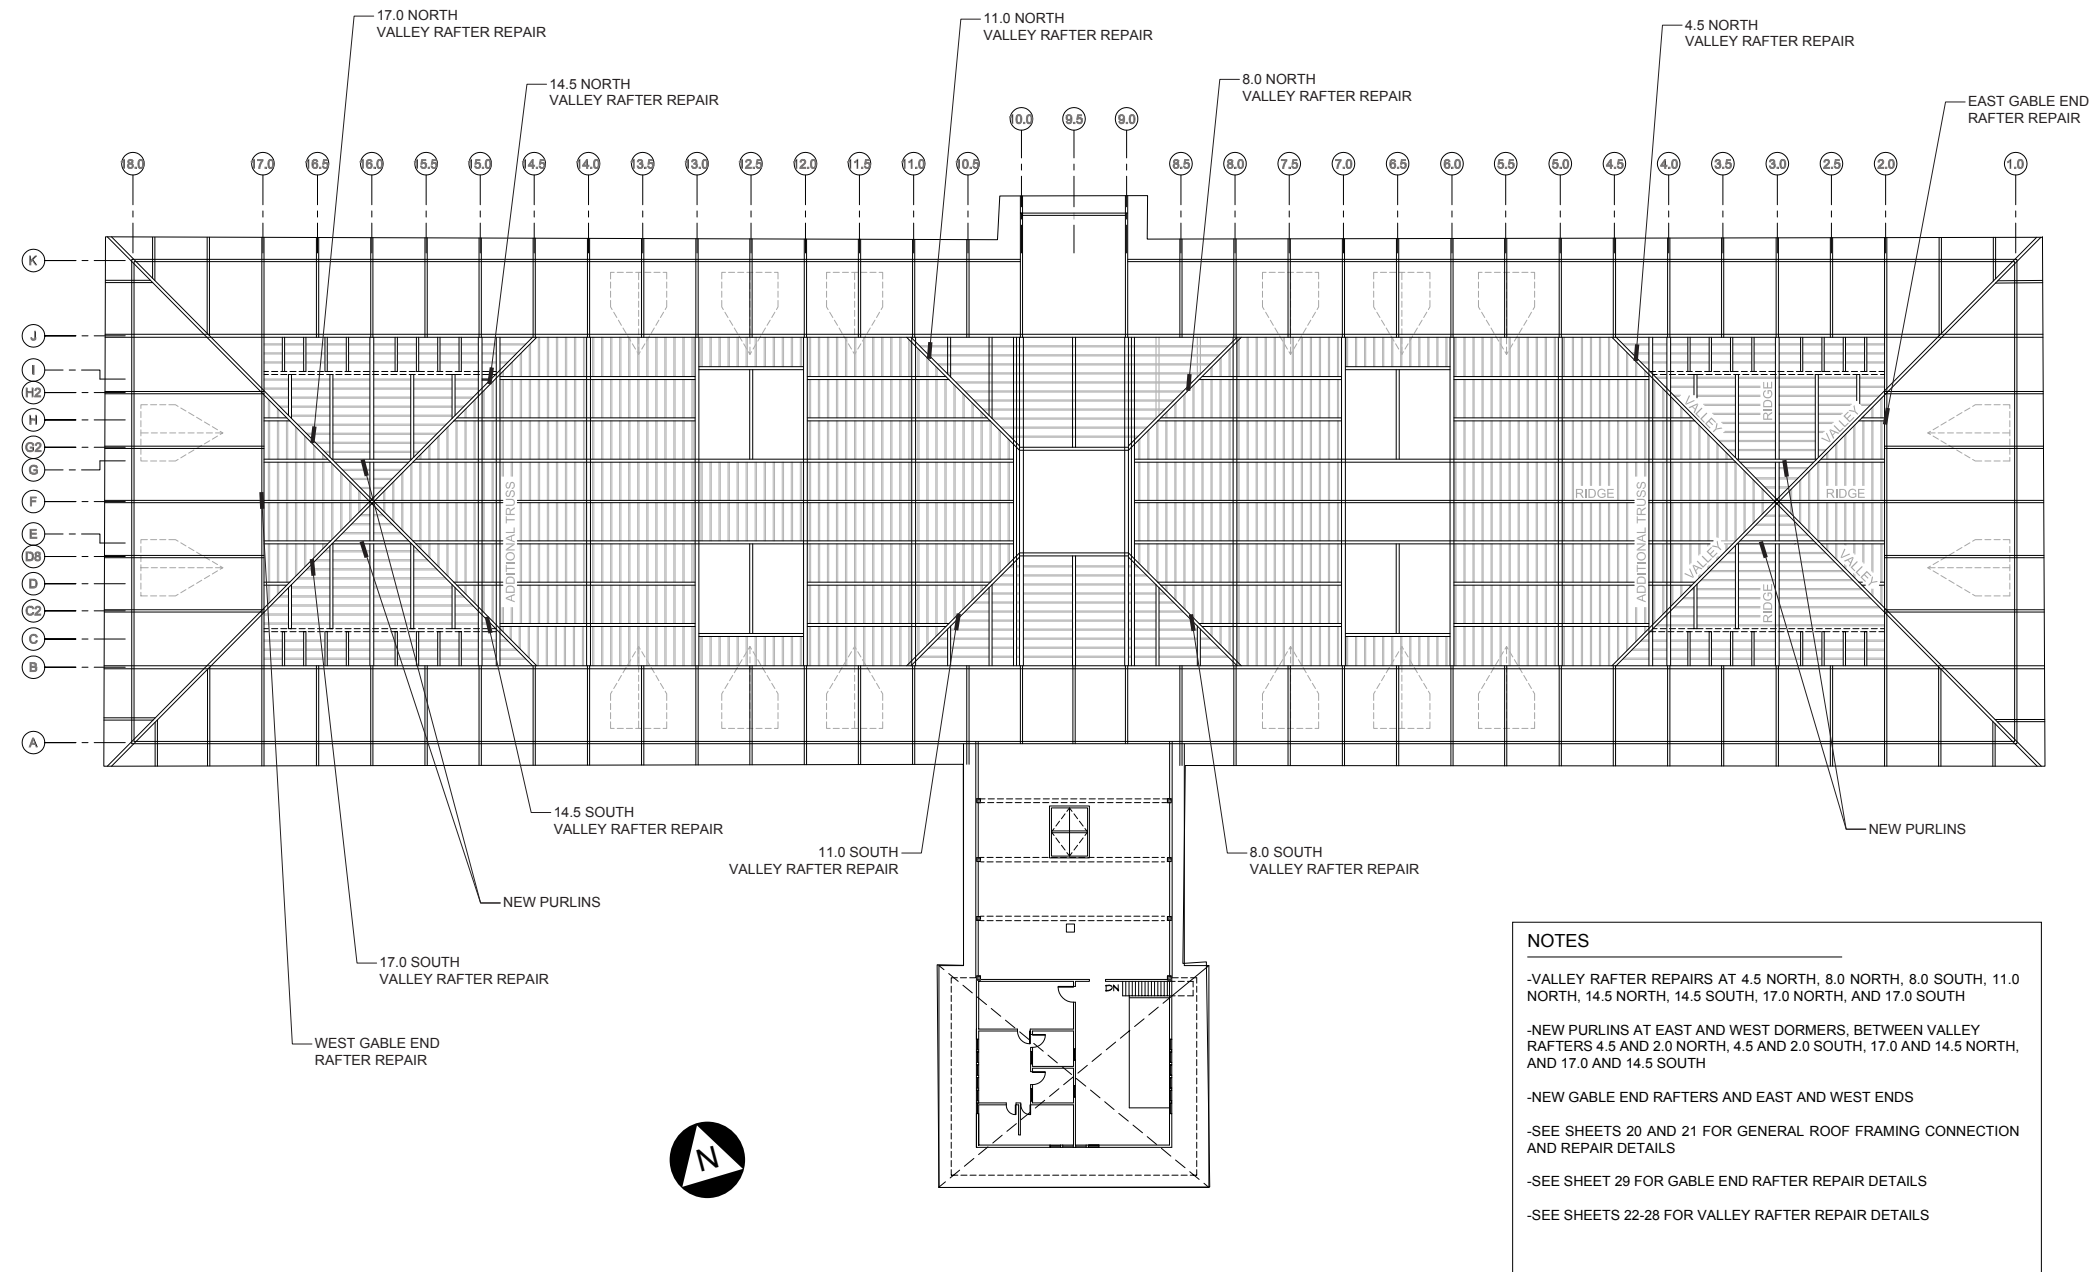 17.0 NORTH
VALLEY RAFTER REPAIR
11.0 NORTH
VALLEY RAFTER REPAIR
4.5 NORTH
VALLEY RAFTER REPAIR
14.5 NORTH
VALLEY RAFTER REPAIR
8.0 NORTH
VALLEY RAFTER REPAIR
EAST GABLE END
RAFTER REPAIR
10.0 9.5 9.0
18.0 17.0 16.5 16.0 15.5 15.0 14.5 14.0 13.5 13.0 12.5 12.0 11.5 11.0 10.5 8.5 8.0 7.5 7.0 6.5 6.0 5.5 5.0 4.5 4.0 3.5 3.0 2.5 2.0 1.0
K
J
I
H2
H
G2
G
F
E
D8
D
C2
C
B
A
VALLEY
RIDGE
VALLEY
ADDITIONAL TRUSS
RIDGE
ADDITIONAL TRUSS
RIDGE
VALLEY
RIDGE
VALLEY
14.5 SOUTH
VALLEY RAFTER REPAIR
11.0 SOUTH
VALLEY RAFTER REPAIR
8.0 SOUTH
VALLEY RAFTER REPAIR
NEW PURLINS
NEW PURLINS
17.0 SOUTH
VALLEY RAFTER REPAIR
WEST GABLE END
RAFTER REPAIR
DN
N
NOTES
-VALLEY RAFTER REPAIRS AT 4.5 NORTH, 8.0 NORTH, 8.0 SOUTH, 11.0
NORTH, 14.5 NORTH, 14.5 SOUTH, 17.0 NORTH, AND 17.0 SOUTH
-NEW PURLINS AT EAST AND WEST DORMERS, BETWEEN VALLEY
RAFTERS 4.5 AND 2.0 NORTH, 4.5 AND 2.0 SOUTH, 17.0 AND 14.5 NORTH,
AND 17.0 AND 14.5 SOUTH
-NEW GABLE END RAFTERS AND EAST AND WEST ENDS
-SEE SHEETS 20 AND 21 FOR GENERAL ROOF FRAMING CONNECTION
AND REPAIR DETAILS
-SEE SHEET 29 FOR GABLE END RAFTER REPAIR DETAILS
-SEE SHEETS 22-28 FOR VALLEY RAFTER REPAIR DETAILS